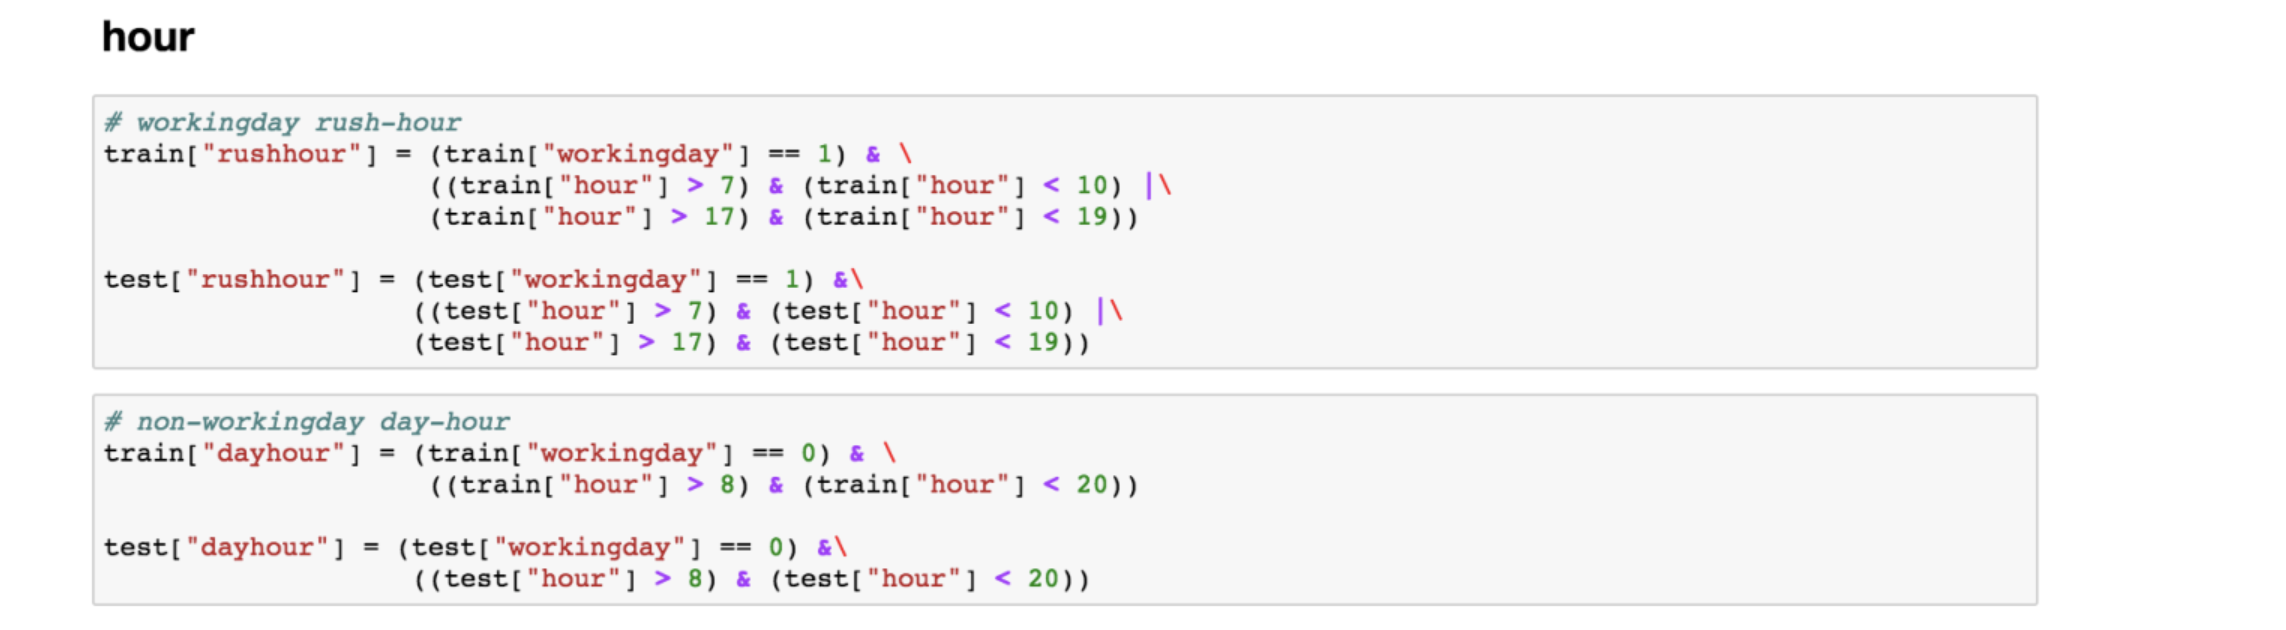 hour
# workingday rush-hour
train["rushhour"] = (train["workingday"] == 1) & \
((train["hour"] > 7) & (train["hour"] < 10) |\
(train["hour"] > 17) & (train["hour"] < 19))
test["rushhour"] = (test["workingday"] == 1) &\
((test["hour"] > 7) & (test["hour"] < 10) |\
(test["hour"] > 17) & (test["hour"] < 19))
# non-workingday day-hour
train["dayhour"] = (train["workingday"] == 0) & \
((train["hour"] > 8) & (train["hour"] < 20))
test["dayhour"] = (test["workingday"] == 0) &\
((test["hour"] > 8) & (test["hour"] < 20))